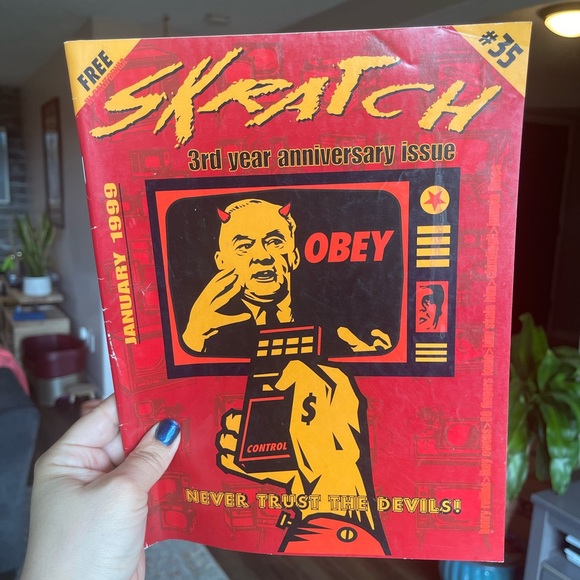 FREE
#35
SKRATCH
3rd year anniversary issue
JANUARY 1999
OBEY
$
CONTROL
NEVER TRUST THE DEVILS!